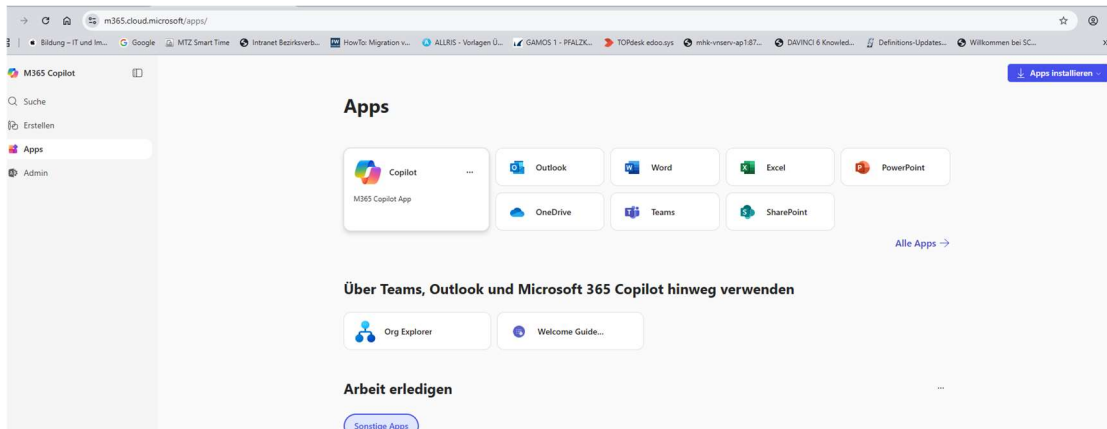 m365.cloud.microsoft/apps/
Bildung – IT und Im... Google MTZ Smart Time Intranet Bezirksverb... HowTo: Migration v... ALLRIS - Vorlagen Ü... GAMOS 1 - PFALZK... TOPdesk edoo.sys mhk-vnserv-ap1:87... DAVINCI 6 Knowled... Definitions-Updates... Willkommen bei SC...
M365 Copilot
Apps installieren
Suche
Erstellen
Apps
Admin
Apps
Copilot ...
M365 Copilot App
Outlook
Word
Excel
PowerPoint
OneDrive
Teams
SharePoint
Alle Apps →
Über Teams, Outlook und Microsoft 365 Copilot hinweg verwenden
Org Explorer
Welcome Guide...
Arbeit erledigen ...
Sonstige Apps